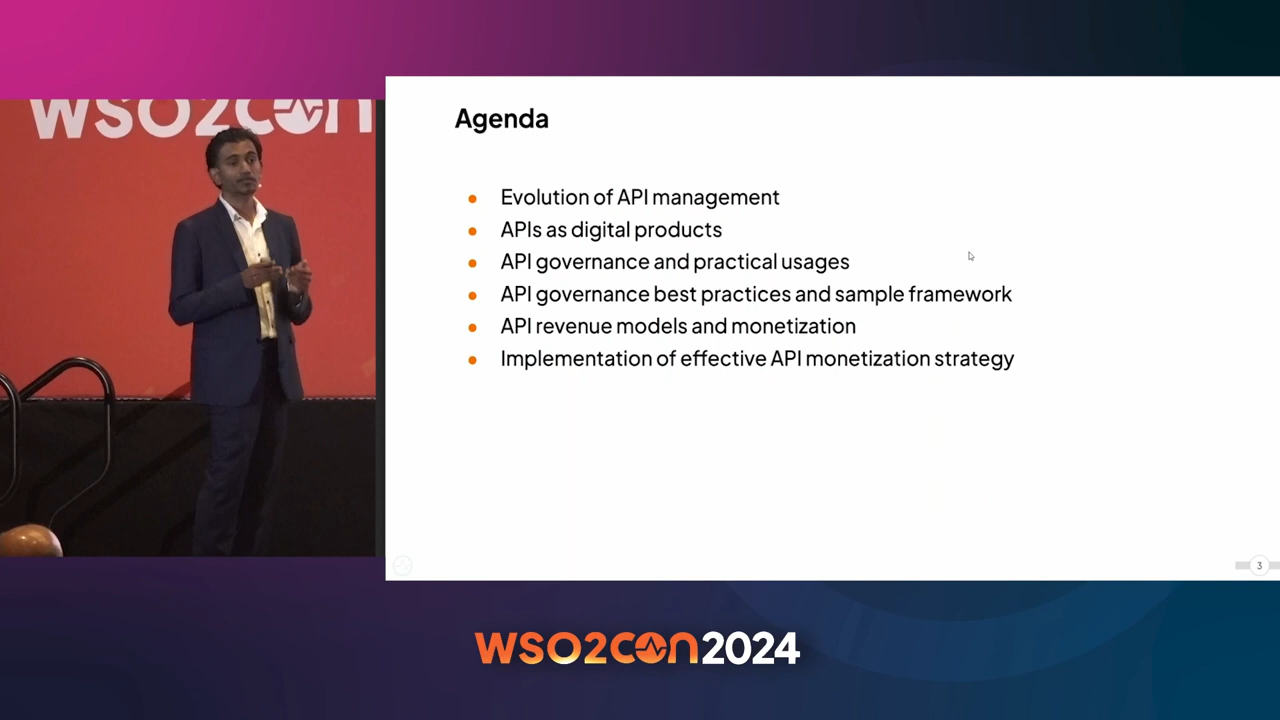 wso2con
Agenda
Evolution of API management
APIs as digital products
API governance and practical usages
API governance best practices and sample framework
API revenue models and monetization
Implementation of effective API monetization strategy
3
WSO2CON2024